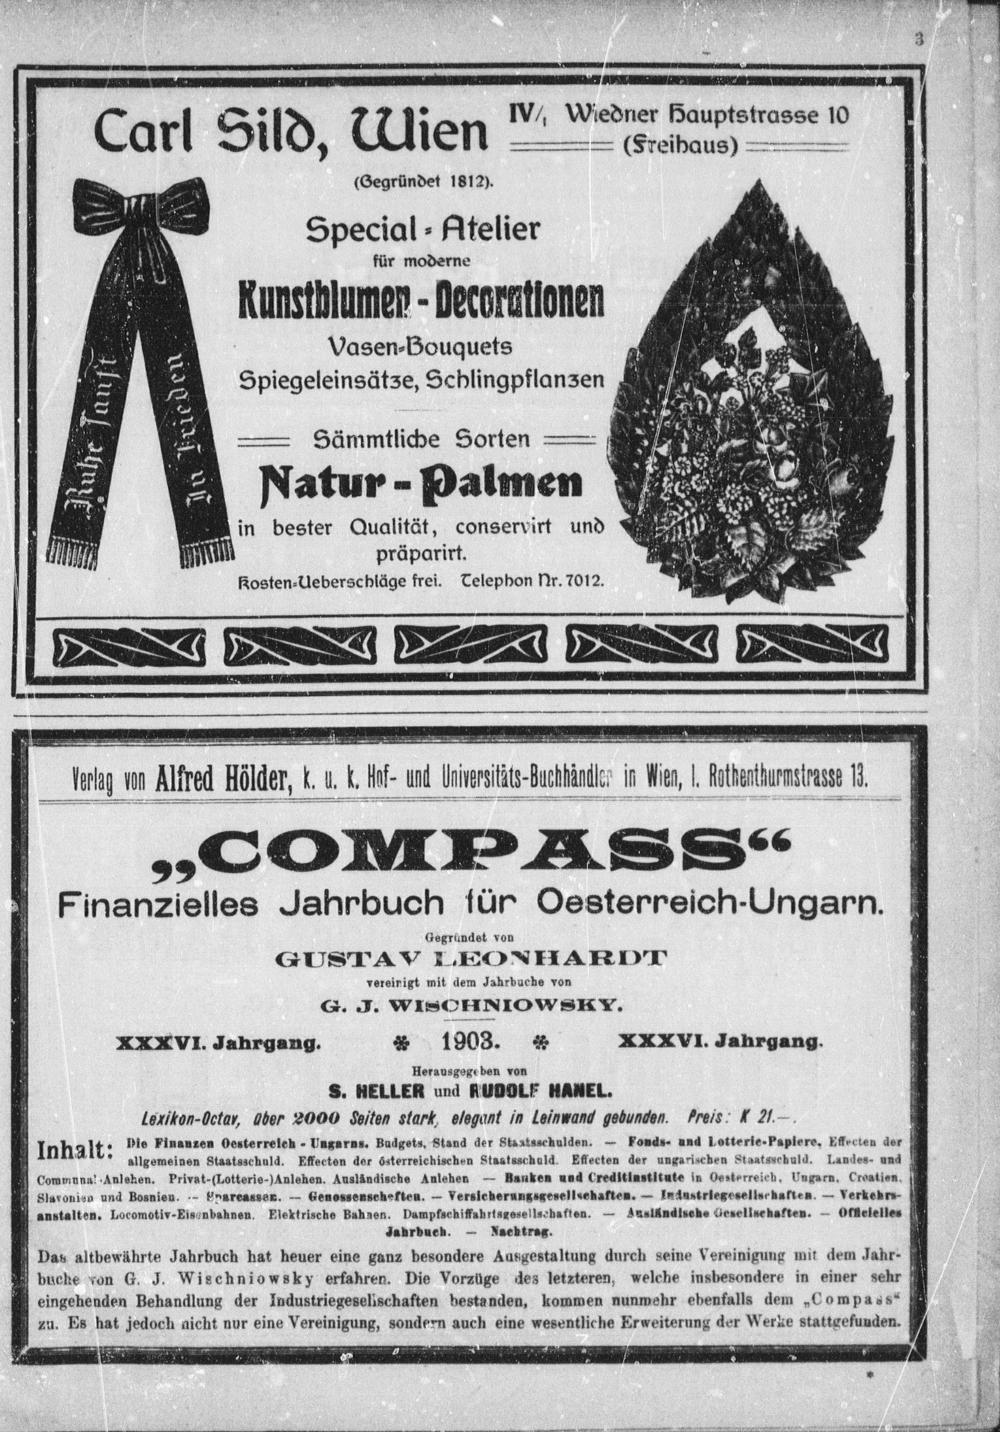 3
Carl Sild, Wien IV/1 Wiedner Hauptstrasse 10
(Freihaus)
(Gegründet 1812).
Special-Atelier
für moderne
Kunstblumen-Decorationen
Vasen-Bouquets
Spiegeleinsätze, Schlingpflanzen
Sämmtliche Sorten
Natur-Palmen
in bester Qualität, conservirt und
präparirt.
Kosten-Ueberschläge frei. Telephon Nr. 7012.
Ruhe sanft
In Frieden
Verlag von Alfred Hölder, k. u. k. Hof- und Universitäts-Buchhändler in Wien, I. Rothenthurmstrasse 13.
„COMPASS“
Finanzielles Jahrbuch für Oesterreich-Ungarn.
Gegründet von
GUSTAV LEONHARDT
vereinigt mit dem Jahrbuche von
G. J. WISCHNIOWSKY.
XXXVI. Jahrgang. * 1903. * XXXVI. Jahrgang.
Herausgegeben von
S. HELLER und RUDOLF HANEL.
Lexikon-Octav, über 2000 Seiten stark, elegant in Leinwand gebunden. Preis: K 21.—.
Inhalt: Die Finanzen Oesterreich-Ungarns. Budgets, Stand der Staatsschulden. — Fonds- und Lotterie-Papiere, Effecten der
allgemeinen Staatsschuld. Effecten der österreichischen Staatsschuld. Effecten der ungarischen Staatsschuld. Landes- und
Communal-Anlehen. Privat-(Lotterie-)Anlehen. Ausländische Anlehen — Banken und Creditinstitute in Oesterreich, Ungarn, Croatien,
Slavonien und Bosnien. — Sparcassen. — Genossenschaften. — Versicherungsgesellschaften. — Industriegesellschaften. — Verkehrs-
anstalten. Locomotiv-Eisenbahnen. Elektrische Bahnen. Dampfschiffahrtsgesellschaften. — Ausländische Gesellschaften. — Officielles
Jahrbuch. — Nachtrag.
Das altbewährte Jahrbuch hat heuer eine ganz besondere Ausgestaltung durch seine Vereinigung mit dem Jahr-
buche von G. J. Wischniowsky erfahren. Die Vorzüge des letzteren, welche insbesondere in einer sehr
eingehenden Behandlung der Industriegesellschaften bestanden, kommen nunmehr ebenfalls dem „Compass“
zu. Es hat jedoch nicht nur eine Vereinigung, sondern auch eine wesentliche Erweiterung der Werke stattgefunden.
*